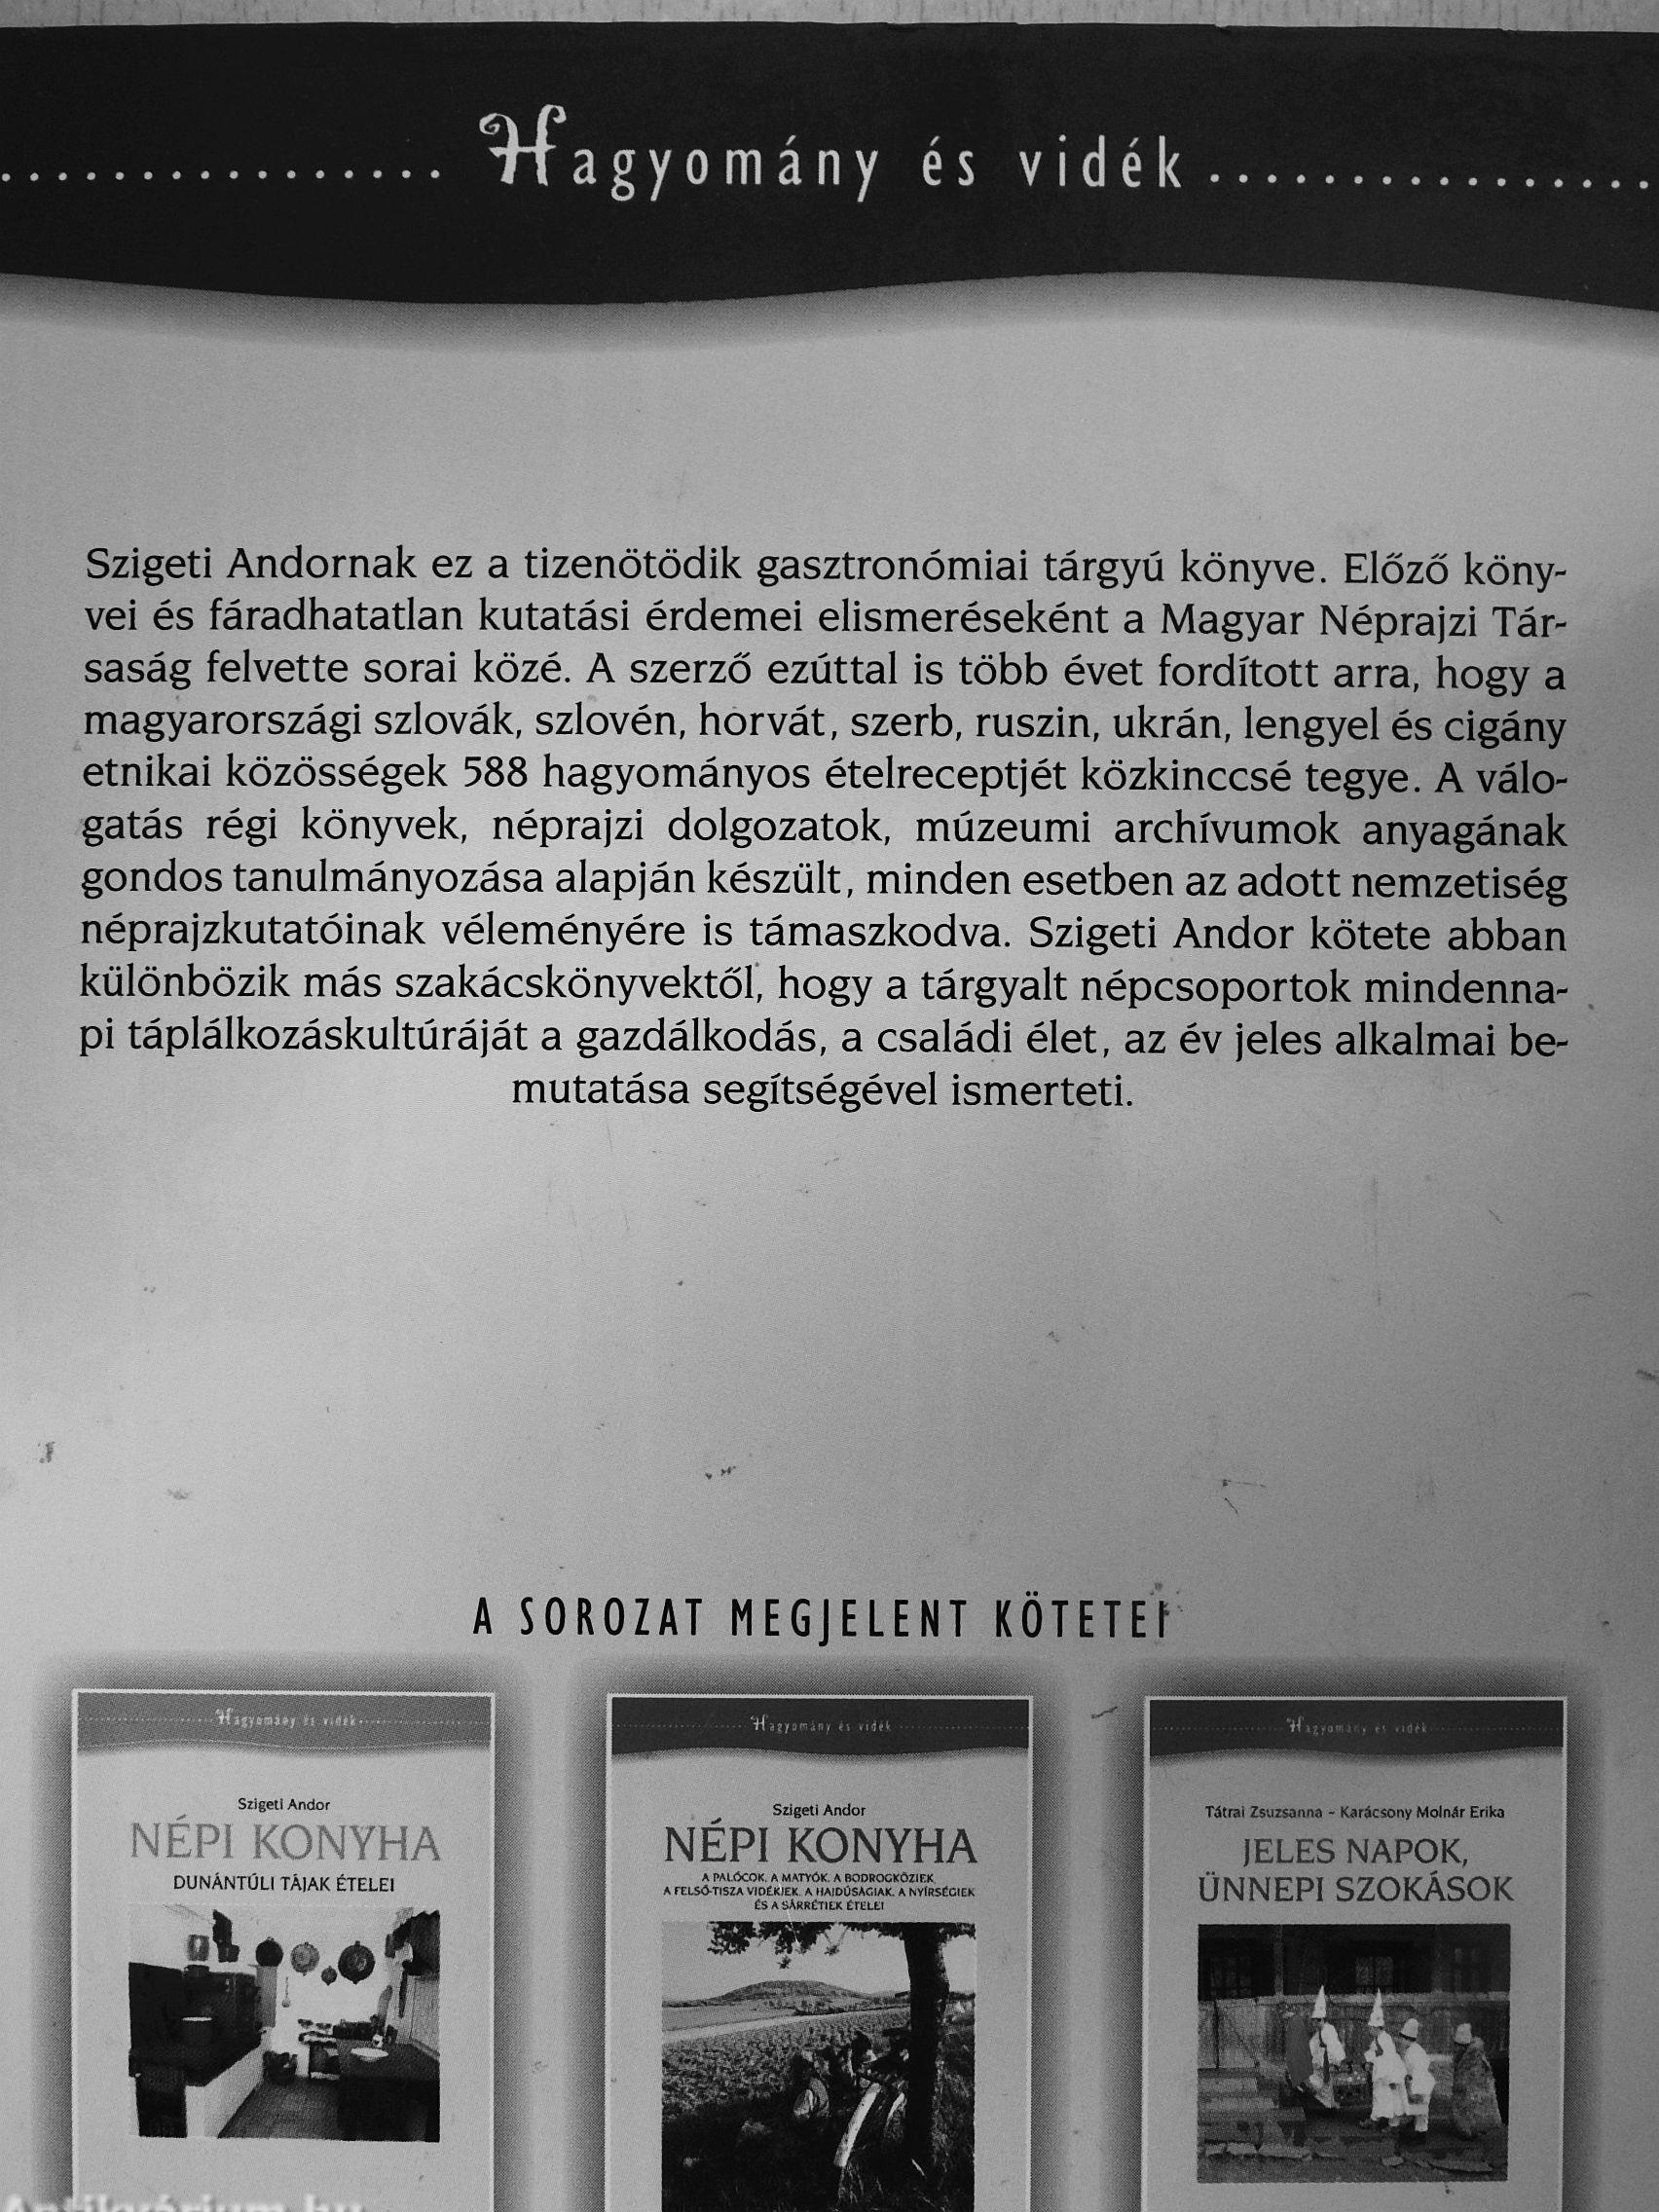 Hagyomány és vidék
Szigeti Andornak ez a tizenötödik gasztronómiai tárgyú könyve. Előző köny-
vei és fáradhatatlan kutatási érdemei elismeréseként a Magyar Néprajzi Tár-
saság felvette sorai közé. A szerző ezúttal is több évet fordított arra, hogy a
magyarországi szlovák, szlovén, horvát, szerb, ruszin, ukrán, lengyel és cigány
etnikai közösségek 588 hagyományos ételreceptjét közkinccsé tegye. A válo-
gatás régi könyvek, néprajzi dolgozatok, múzeumi archívumok anyagának
gondos tanulmányozása alapján készült, minden esetben az adott nemzetiség
néprajzkutatóinak véleményére is támaszkodva. Szigeti Andor kötete abban
különbözik más szakácskönyvektől, hogy a tárgyalt népcsoportok mindenna-
pi táplálkozáskultúráját a gazdálkodás, a családi élet, az év jeles alkalmai be-
mutatása segítségével ismerteti.
A SOROZAT MEGJELENT KÖTETEI
Hagyomány és vidék
Szigeti Andor
NÉPI KONYHA
DUNÁNTÚLI TÁJAK ÉTELEI
Hagyomány és vidék
Szigeti Andor
NÉPI KONYHA
A PALÓCOK, A MATYÓK, A BODROGKÖZIEK,
A FELSŐ-TISZA VIDÉKIEK, A HAJDÚSÁGIAK, A NYÍRSÉGIEK
ÉS A SÁRRÉTIEK ÉTELEI
Hagyomány és vidék
Tátrai Zsuzsanna – Karácsony Molnár Erika
JELES NAPOK,
ÜNNEPI SZOKÁSOK
Antikvárium.hu